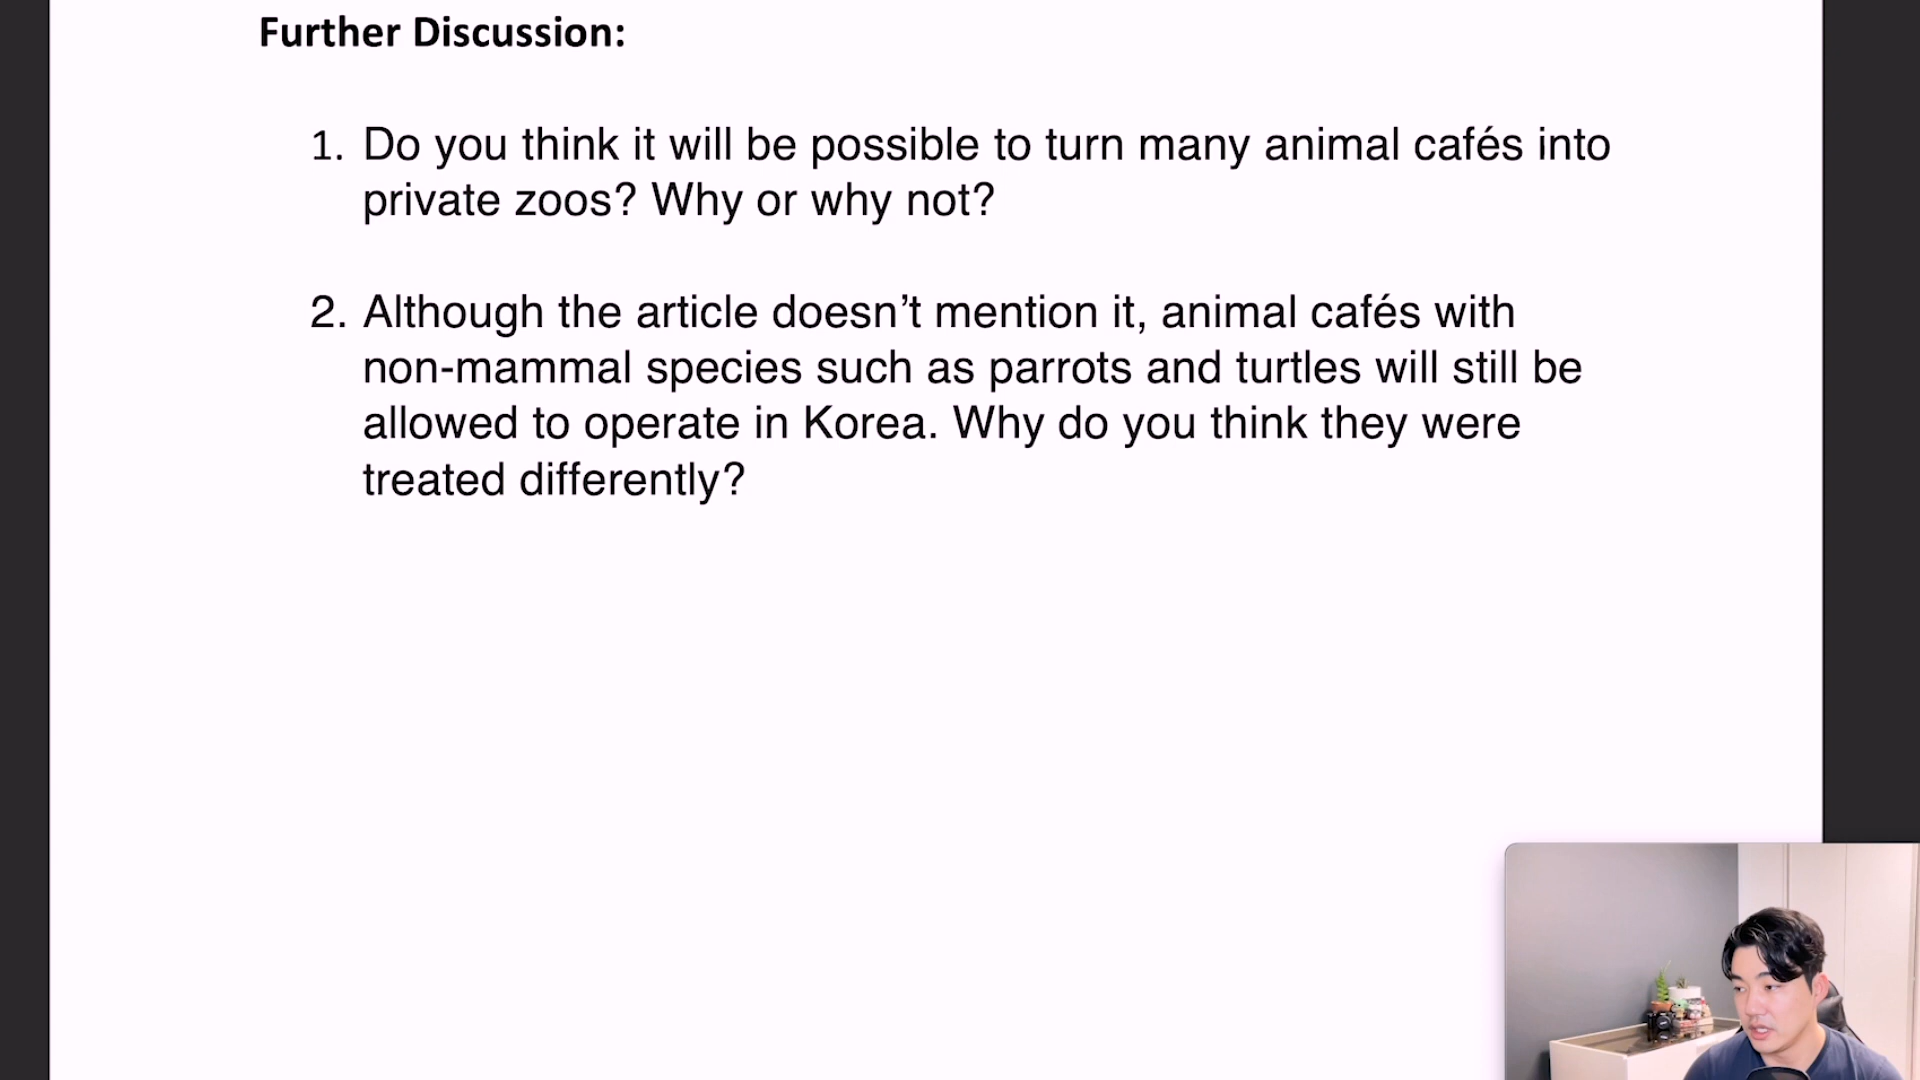 Further Discussion:
1. Do you think it will be possible to turn many animal cafés into
private zoos? Why or why not?
2. Although the article doesn’t mention it, animal cafés with
non-mammal species such as parrots and turtles will still be
allowed to operate in Korea. Why do you think they were
treated differently?